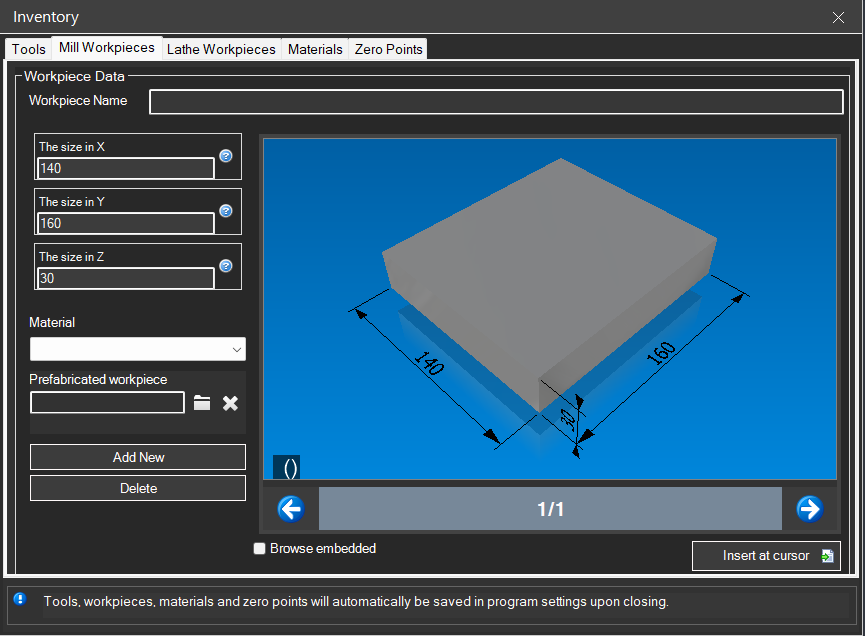 Inventory
Tools Mill Workpieces Lathe Workpieces Materials Zero Points
Workpiece Data
Workpiece Name
The size in X
140
The size in Y
160
The size in Z
30
Material
Prefabricated workpiece
Add New
Delete
140
160
30
()
1/1
Browse embedded
Insert at cursor
Tools, workpieces, materials and zero points will automatically be saved in program settings upon closing.